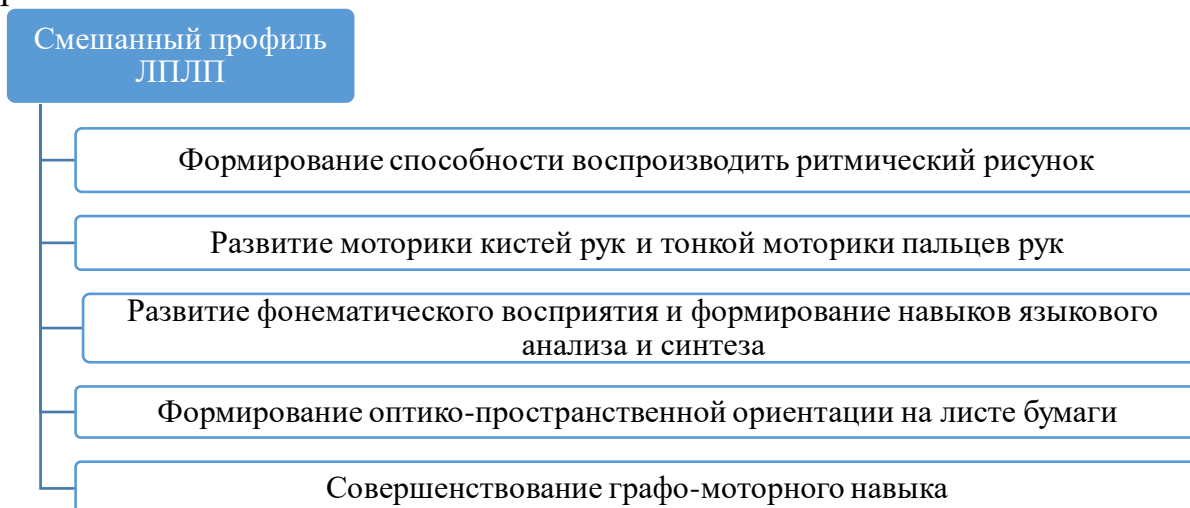 Смешанный профиль
ЛПЛП
Формирование способности воспроизводить ритмический рисунок
Развитие моторики кистей рук и тонкой моторики пальцев рук
Развитие фонематического восприятия и формирование навыков языкового
анализа и синтеза
Формирование оптико-пространственной ориентации на листе бумаги
Совершенствование графо-моторного навыка